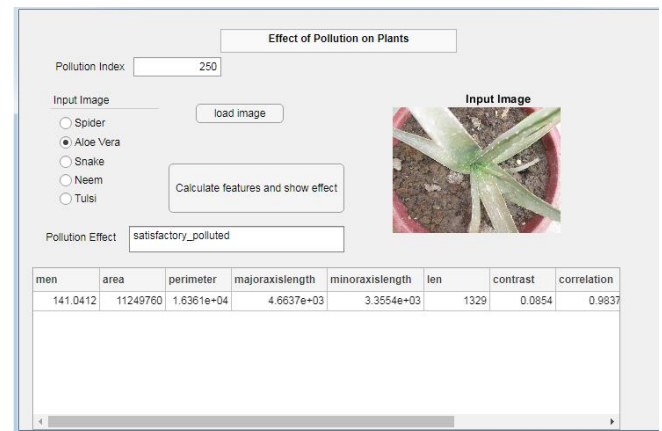 Effect of Pollution on Plants
Pollution Index 250
Input Image
load image
Input Image
Spider
Aloe Vera
Snake
Neem
Tulsi
Calculate features and show effect
Pollution Effect satisfactory_polluted
men area perimeter majoraxislength minoraxislength len contrast correlation
141.0412 11249760 1.6361e+04 4.6637e+03 3.3554e+03 1329 0.0854 0.9837